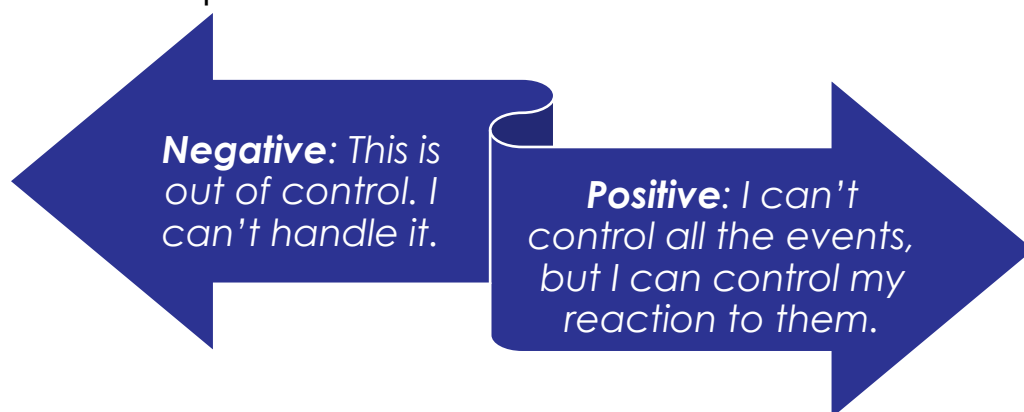 Negative: This is
out of control. I
can't handle it.
Positive: I can't
control all the events,
but I can control my
reaction to them.